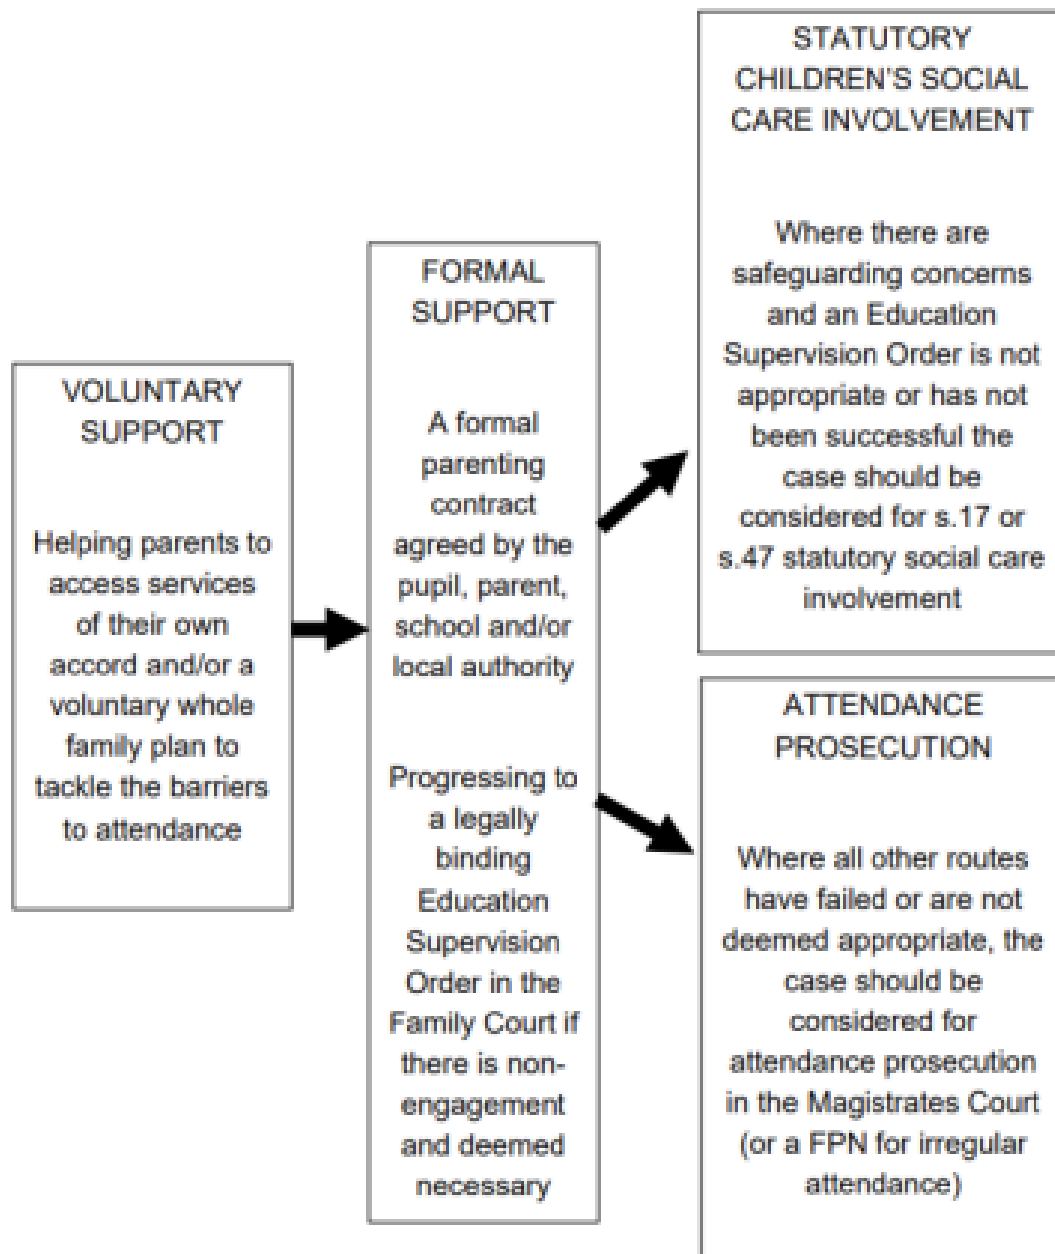 VOLUNTARY
SUPPORT
Helping parents to
access services
of their own
accord and/or a
voluntary whole
family plan to
tackle the barriers
to attendance
FORMAL
SUPPORT
A formal
parenting
contract
agreed by the
pupil, parent,
school and/or
local authority
Progressing to
a legally
binding
Education
Supervision
Order in the
Family Court if
there is non-
engagement
and deemed
necessary
STATUTORY
CHILDREN'S SOCIAL
CARE INVOLVEMENT
Where there are
safeguarding concerns
and an Education
Supervision Order is not
appropriate or has not
been successful the
case should be
considered for s.17 or
s.47 statutory social care
involvement
ATTENDANCE
PROSECUTION
Where all other routes
have failed or are not
deemed appropriate, the
case should be
considered for
attendance prosecution
in the Magistrates Court
(or a FPN for irregular
attendance)